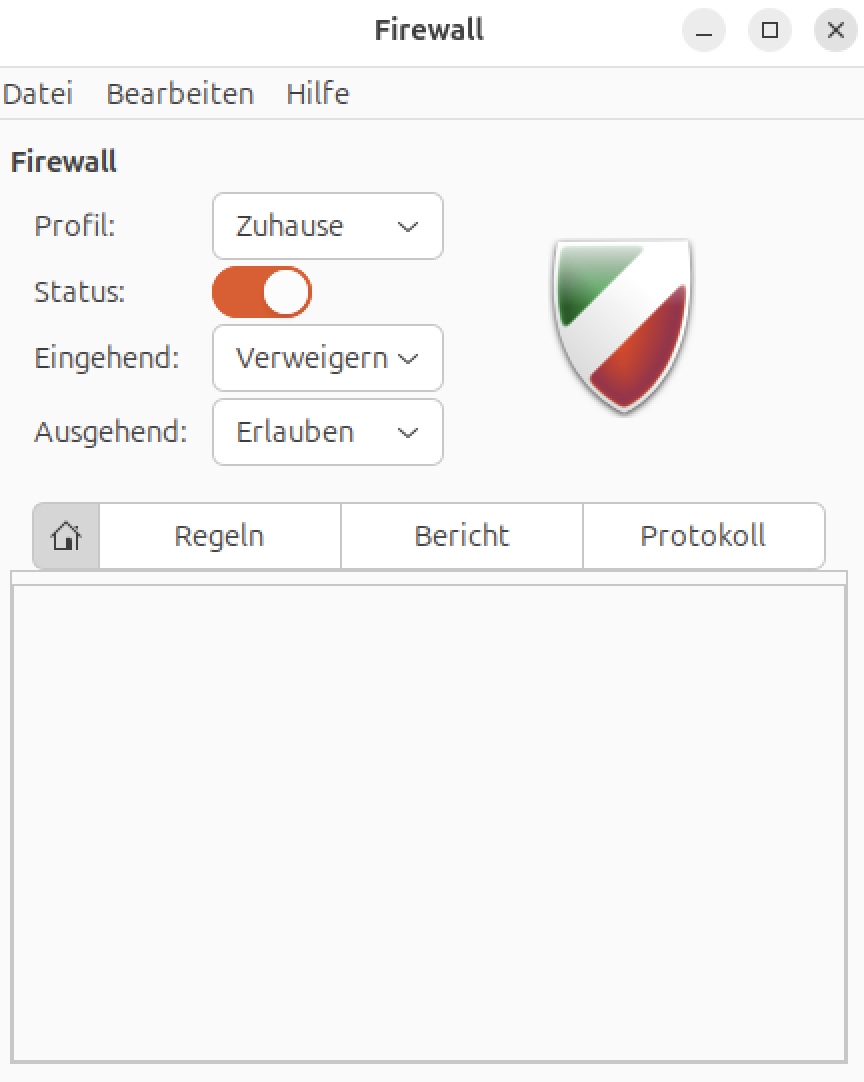 Firewall
Datei Bearbeiten Hilfe
Firewall
Profil: Zuhause
Status:
Eingehend: Verweigern
Ausgehend: Erlauben
Regeln Bericht Protokoll